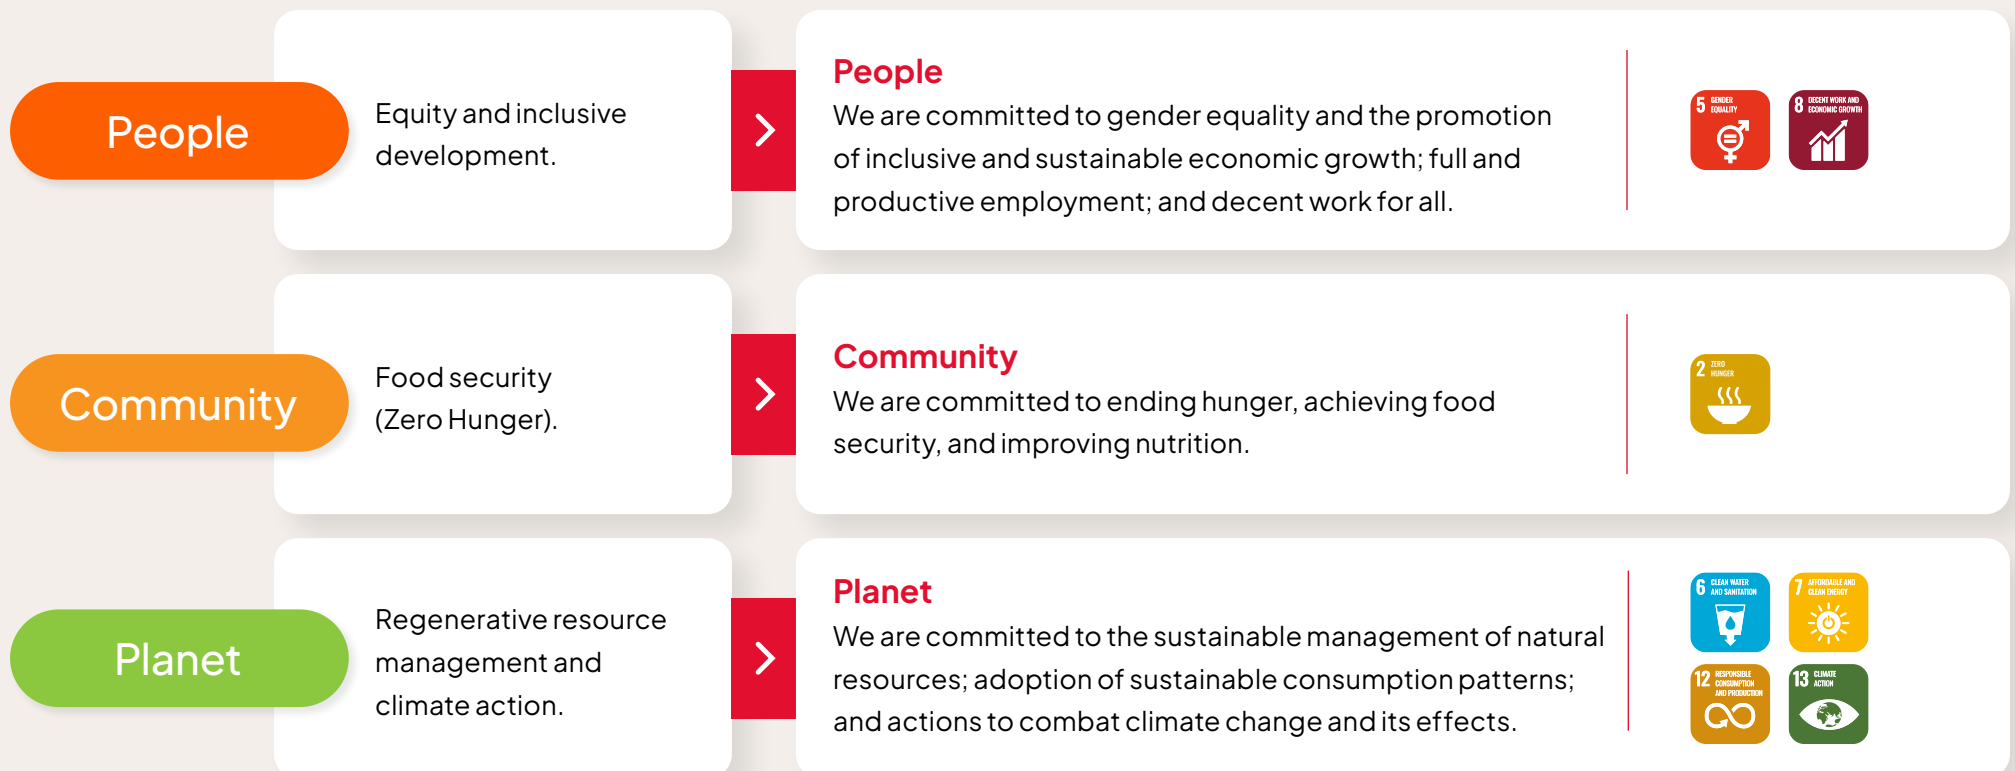 People
Equity and inclusive
development.
People
We are committed to gender equality and the promotion
of inclusive and sustainable economic growth; full and
productive employment; and decent work for all.
5 GENDER
EQUALITY
8 DECENT WORK AND
ECONOMIC GROWTH
Community
Food security
(Zero Hunger).
Community
We are committed to ending hunger, achieving food
security, and improving nutrition.
2 ZERO
HUNGER
Planet
Regenerative resource
management and
climate action.
Planet
We are committed to the sustainable management of natural
resources; adoption of sustainable consumption patterns;
and actions to combat climate change and its effects.
6 CLEAN WATER
AND SANITATION
7 AFFORDABLE AND
CLEAN ENERGY
12 RESPONSIBLE
CONSUMPTION
AND PRODUCTION
13 CLIMATE
ACTION